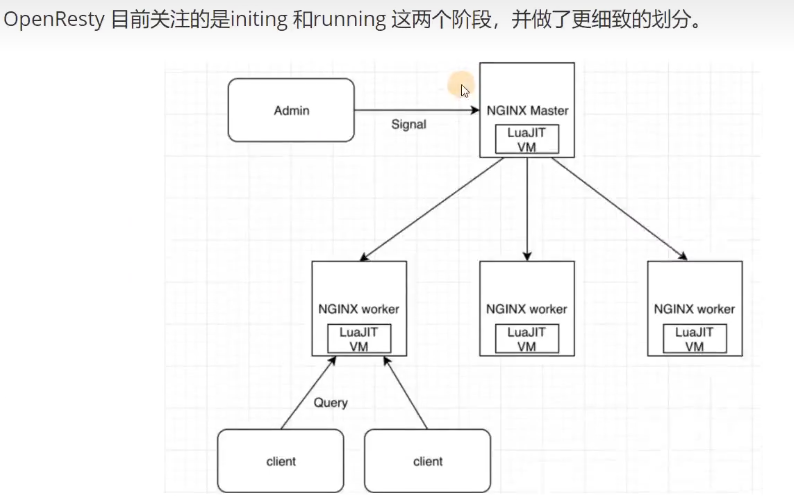 OpenResty 目前关注的是initing 和running 这两个阶段，并做了更细致的划分。
Admin
Signal
NGINX Master
LuaJIT
VM
NGINX worker
LuaJIT
VM
NGINX worker
LuaJIT
VM
NGINX worker
LuaJIT
VM
Query
client
client